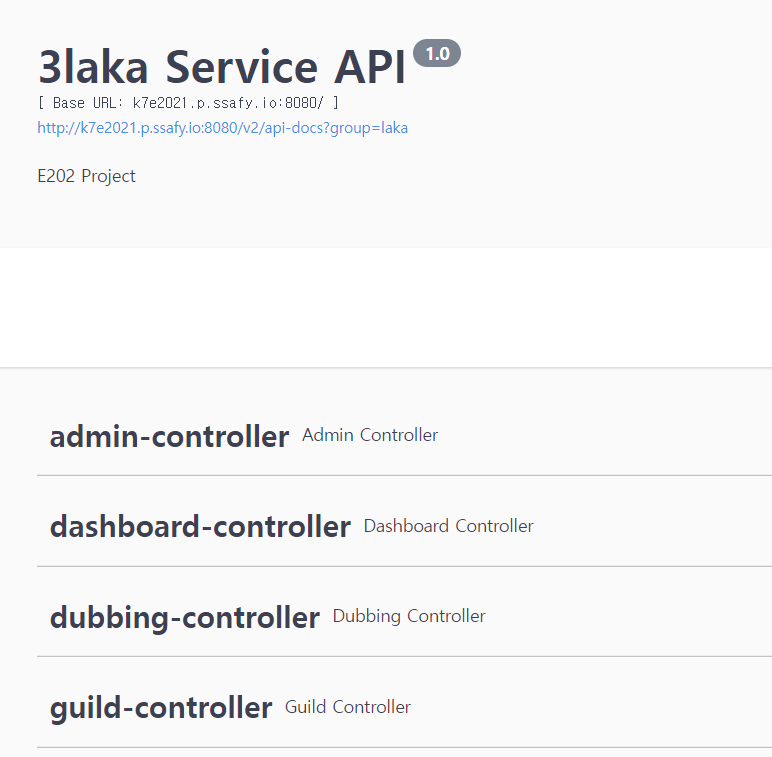 3laka Service API 1.0
[ Base URL: k7e2021.p.ssafy.io:8080/ ]
http://k7e2021.p.ssafy.io:8080/v2/api-docs?group=laka
E202 Project
admin-controller Admin Controller
dashboard-controller Dashboard Controller
dubbing-controller Dubbing Controller
guild-controller Guild Controller